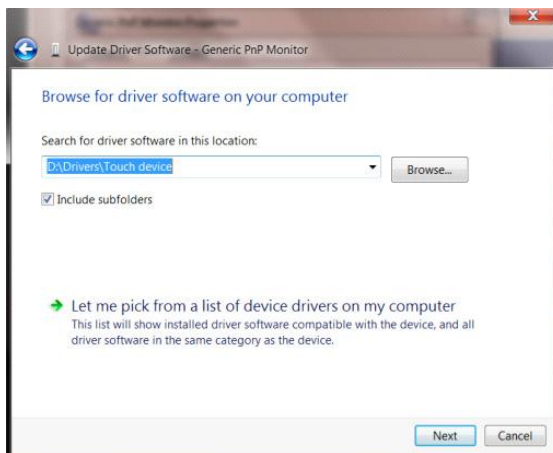 Update Driver Software - Generic PnP Monitor
Browse for driver software on your computer
Search for driver software in this location:
D:\Drivers\Touch device
Browse...
Include subfolders
Let me pick from a list of device drivers on my computer
This list will show installed driver software compatible with the device, and all
driver software in the same category as the device.
Next
Cancel